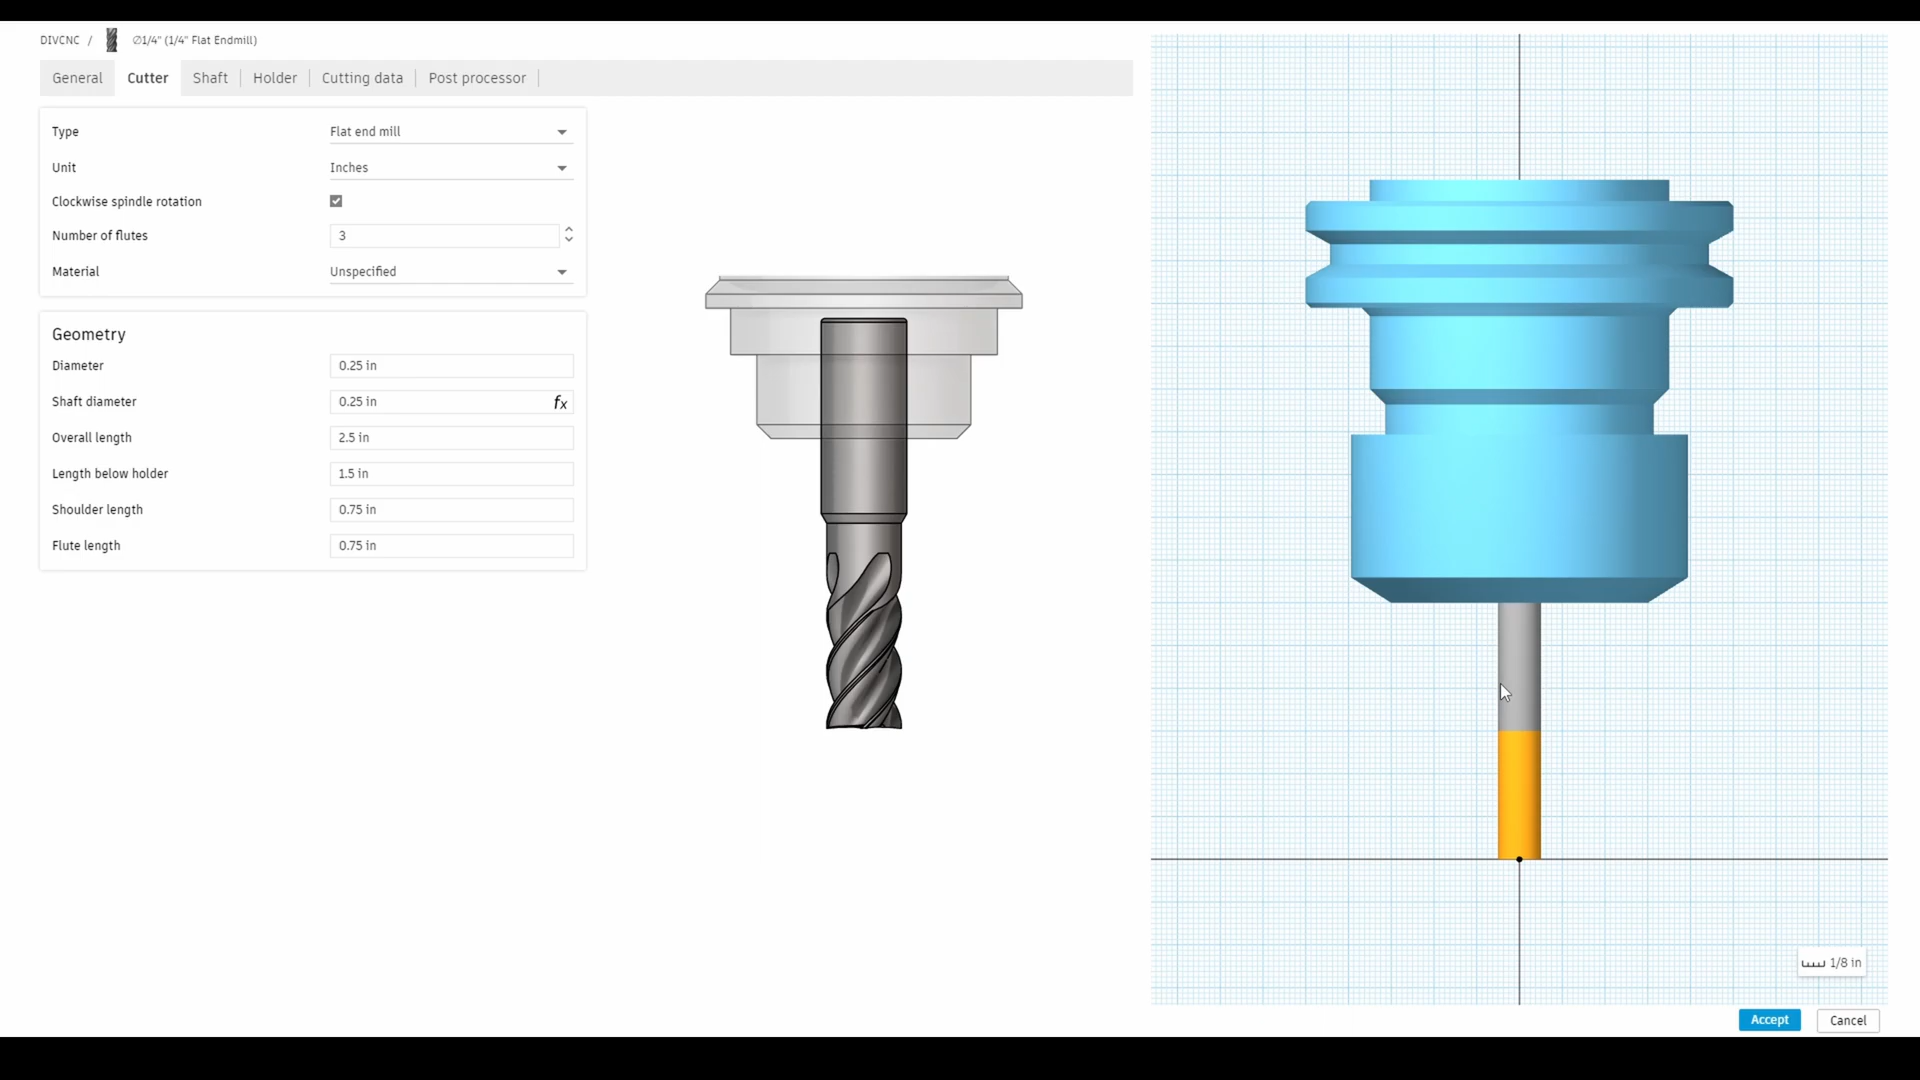 DIVCNC / ∅1/4" (1/4" Flat Endmill)
General Cutter Shaft Holder Cutting data Post processor
Type Flat end mill
Unit Inches
Clockwise spindle rotation
Number of flutes 3
Material Unspecified
Geometry
Diameter 0.25 in
Shaft diameter 0.25 in fx
Overall length 2.5 in
Length below holder 1.5 in
Shoulder length 0.75 in
Flute length 0.75 in
1/8 in
Accept Cancel